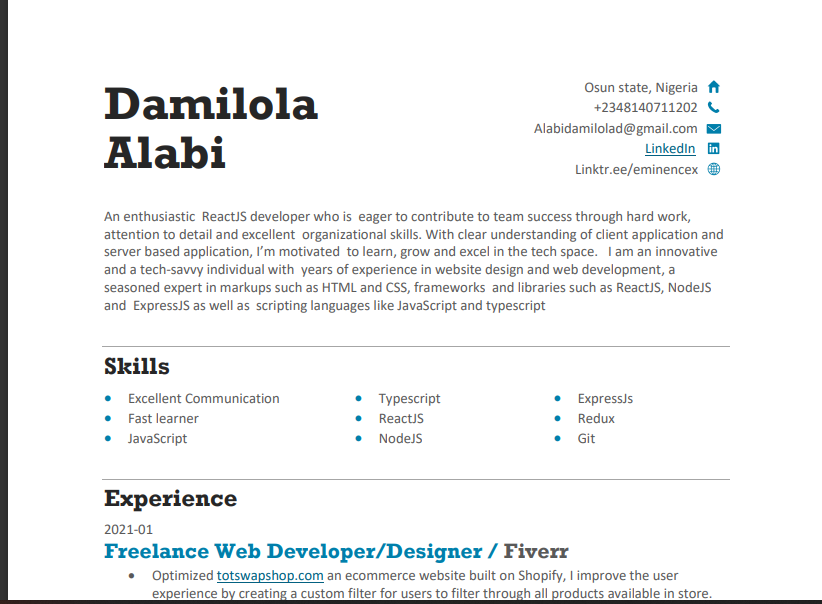 Damilola
Alabi
Osun state, Nigeria
+2348140711202
Alabidamilolad@gmail.com
LinkedIn
Linktr.ee/eminencex
An enthusiastic ReactJS developer who is eager to contribute to team success through hard work,
attention to detail and excellent organizational skills. With clear understanding of client application and
server based application, I’m motivated to learn, grow and excel in the tech space. I am an innovative
and a tech-savvy individual with years of experience in website design and web development, a
seasoned expert in markups such as HTML and CSS, frameworks and libraries such as ReactJS, NodeJS
and ExpressJS as well as scripting languages like JavaScript and typescript
Skills
• Excellent Communication
• Fast learner
• JavaScript
• Typescript
• ReactJS
• NodeJS
• ExpressJs
• Redux
• Git
Experience
2021-01
Freelance Web Developer/Designer / Fiverr
• Optimized totswapshop.com an ecommerce website built on Shopify, I improve the user
experience by creating a custom filter for users to filter through all products available in store.